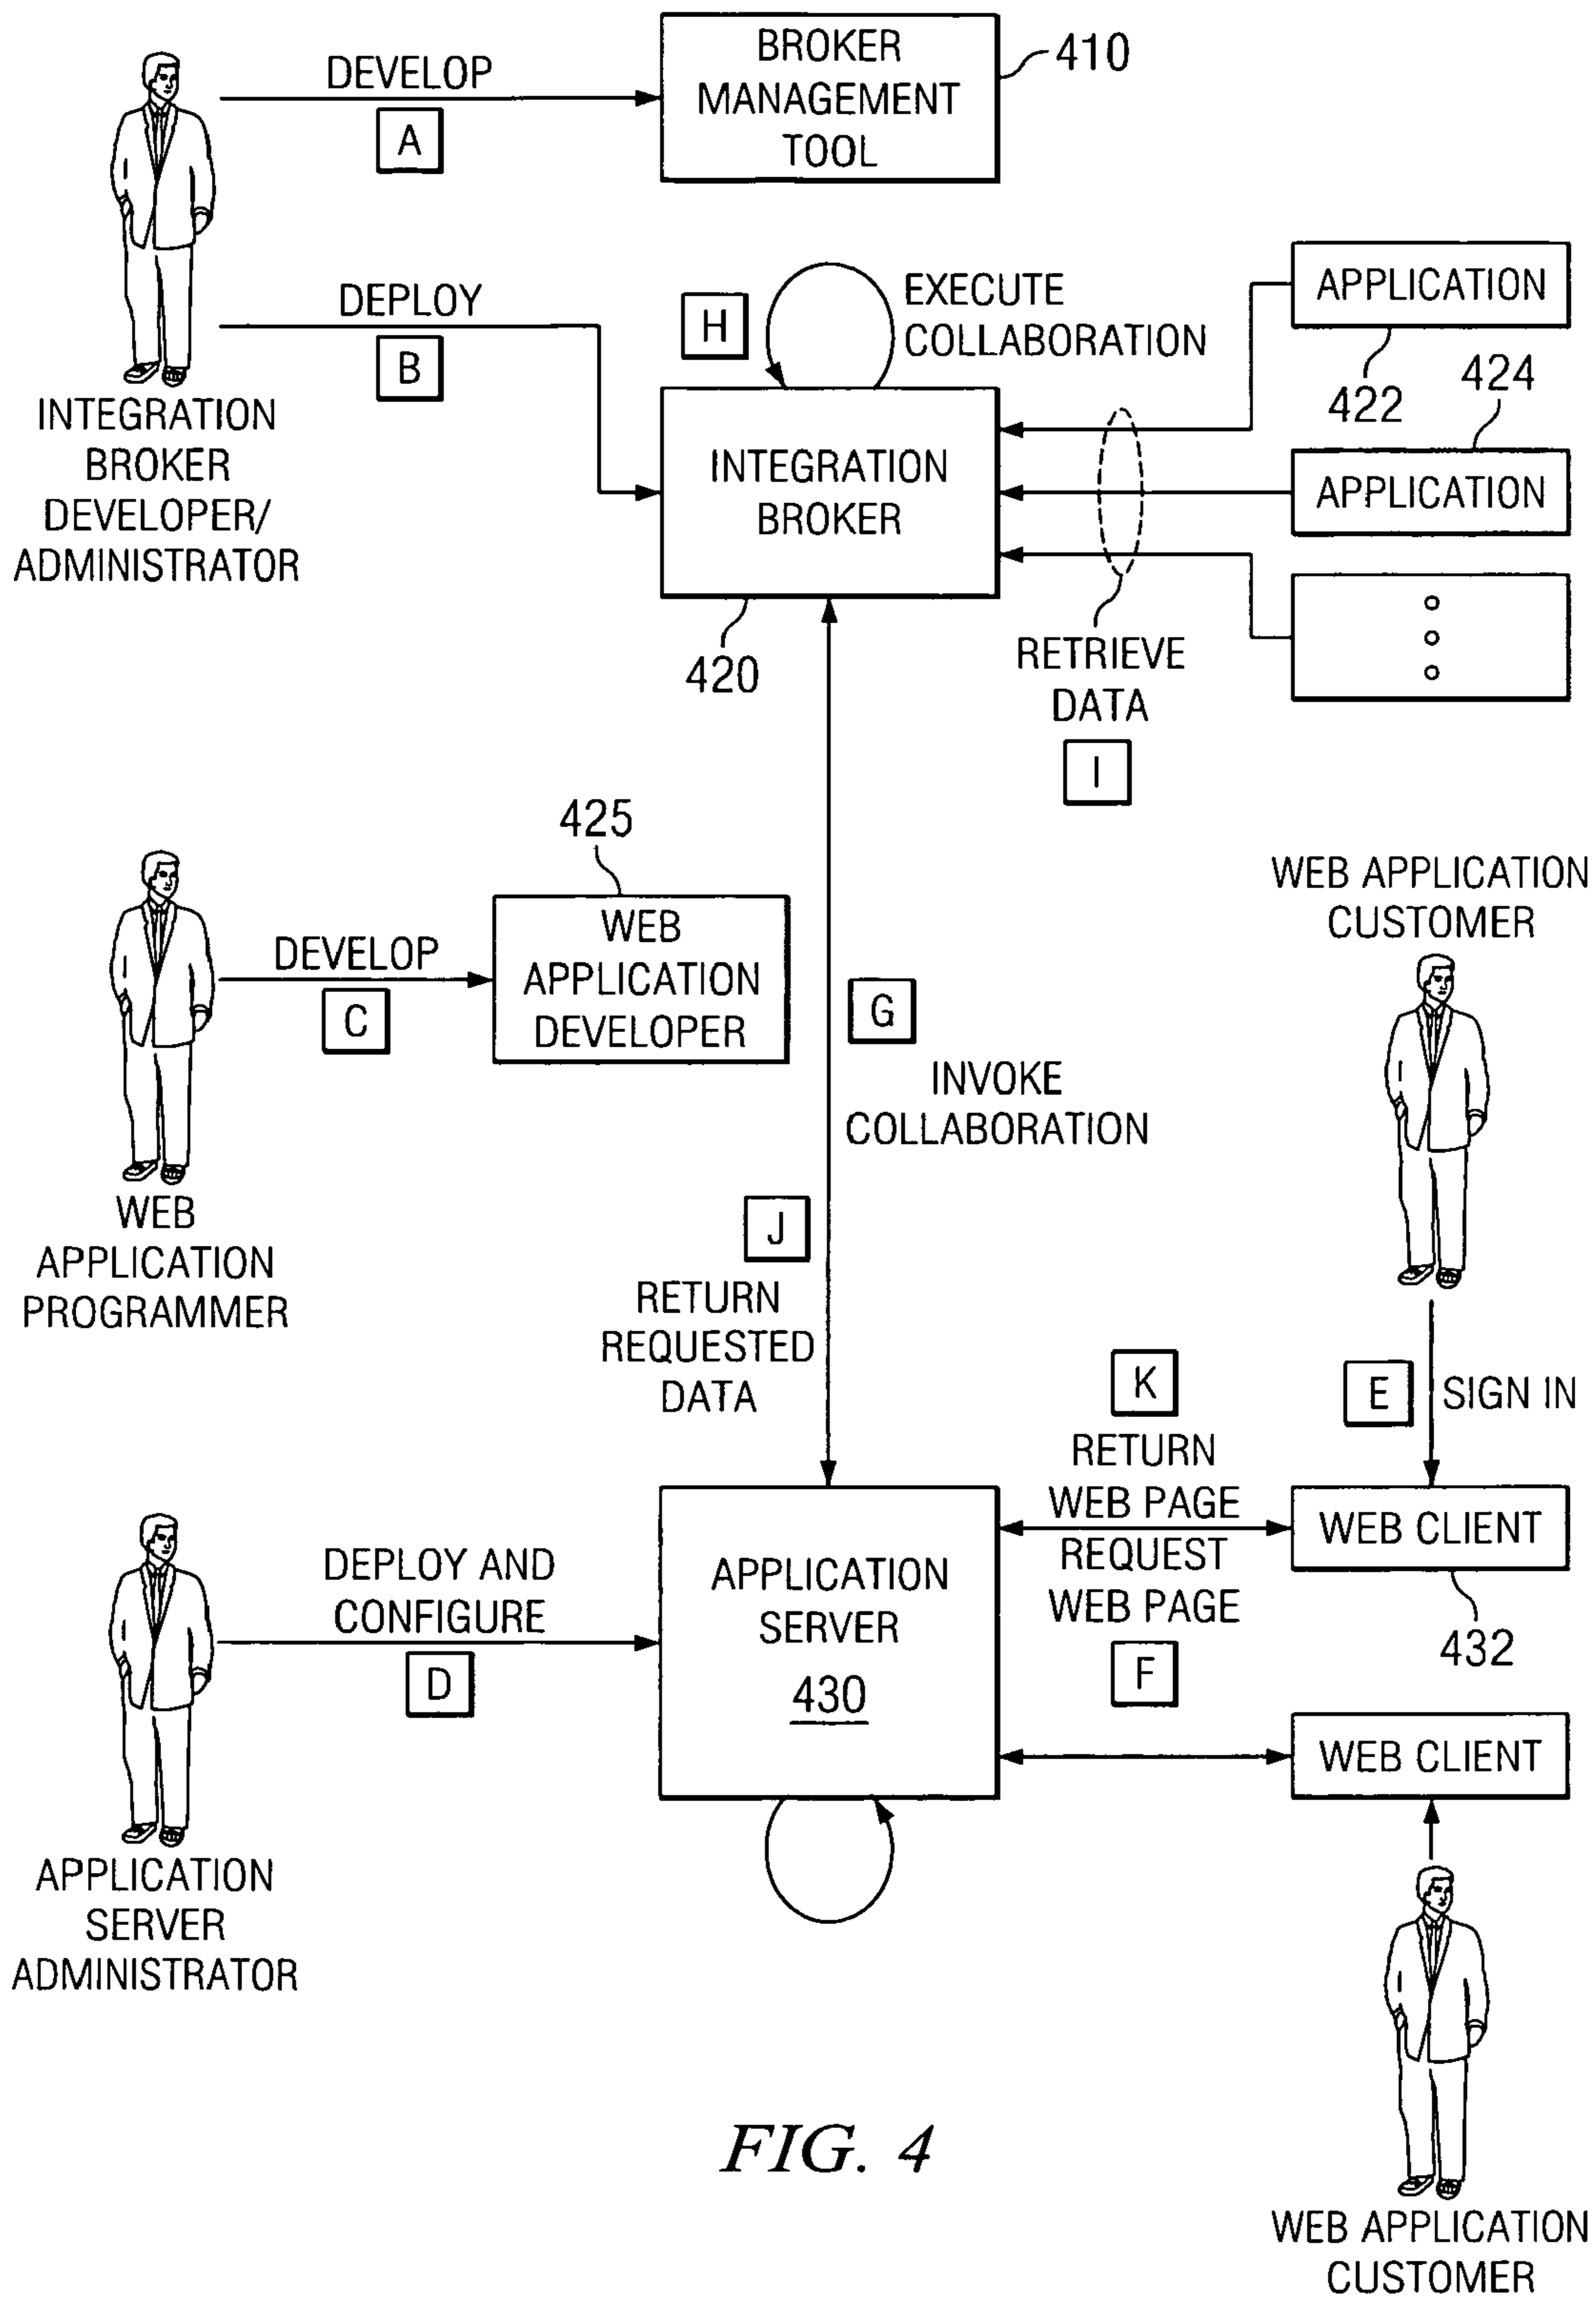 DEVELOP
A
BROKER
MANAGEMENT
TOOL
410
DEPLOY
B
INTEGRATION
BROKER
DEVELOPER/
ADMINISTRATOR
H
EXECUTE
COLLABORATION
INTEGRATION
BROKER
420
APPLICATION
422
424
APPLICATION
RETRIEVE
DATA
I
425
WEB
APPLICATION
DEVELOPER
DEVELOP
C
WEB
APPLICATION
PROGRAMMER
G
INVOKE
COLLABORATION
J
RETURN
REQUESTED
DATA
WEB APPLICATION
CUSTOMER
E
SIGN IN
K
RETURN
WEB PAGE
REQUEST
WEB PAGE
F
WEB CLIENT
432
DEPLOY AND
CONFIGURE
D
APPLICATION
SERVER
430
APPLICATION
SERVER
ADMINISTRATOR
WEB CLIENT
WEB APPLICATION
CUSTOMER
FIG. 4